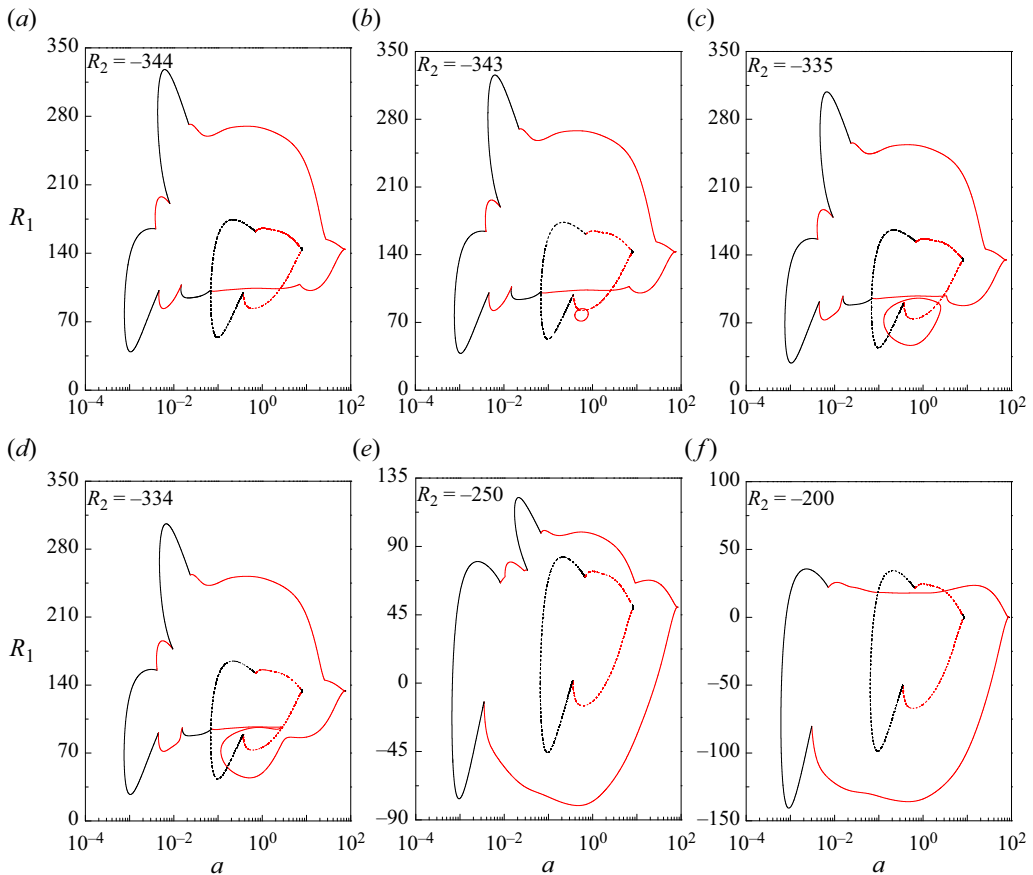 (a) (b) (c)
350 350 350
R2 = −344 R2 = −343 R2 = −335
280 280 280
210 210 210
R1
140 140 140
70 70 70
0 0 0
10−4 10−2 100 102 10−4 10−2 100 102 10−4 10−2 100 102
(d) (e) (f)
350 135 100
R2 = −334 R2 = −250 R2 = −200
280 90 50
210 45 0
R1
140 0 −50
70 −45 −100
0 −90 −150
10−4 10−2 100 102 10−4 10−2 100 102 10−4 10−2 100 102
a a a